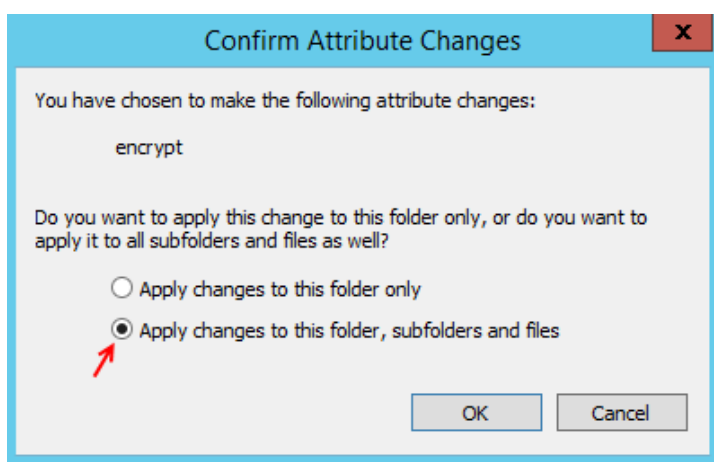 Confirm Attribute Changes
x
You have chosen to make the following attribute changes:
encrypt
Do you want to apply this change to this folder only, or do you want to
apply it to all subfolders and files as well?
Apply changes to this folder only
Apply changes to this folder, subfolders and files
OK Cancel